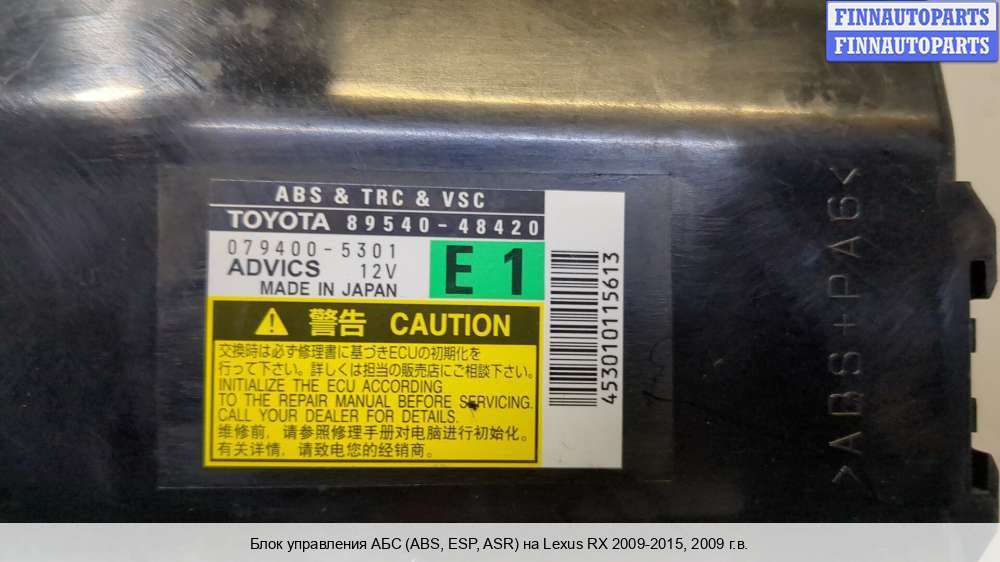 FINNAUTOPARTS
FINNAUTOPARTS
ABS & TRC & VSC
TOYOTA 89540-48420
079400-5301
ADVICS 12V
MADE IN JAPAN
E1
警告 CAUTION
交換時は必ず修理書に基づきECUの初期化を
行って下さい。詳しくは担当の販売店にご相談下さい。
INITIALIZE THE ECU ACCORDING
TO THE REPAIR MANUAL BEFORE SERVICING.
CALL YOUR DEALER FOR DETAILS.
维修前，请参照修理手册对电脑进行初始化。
有关详情，请致电您的经销商。
453010115613
>ABS+PA6<
Блок управления АБС (ABS, ESP, ASR) на Lexus RX 2009-2015, 2009 г.в.